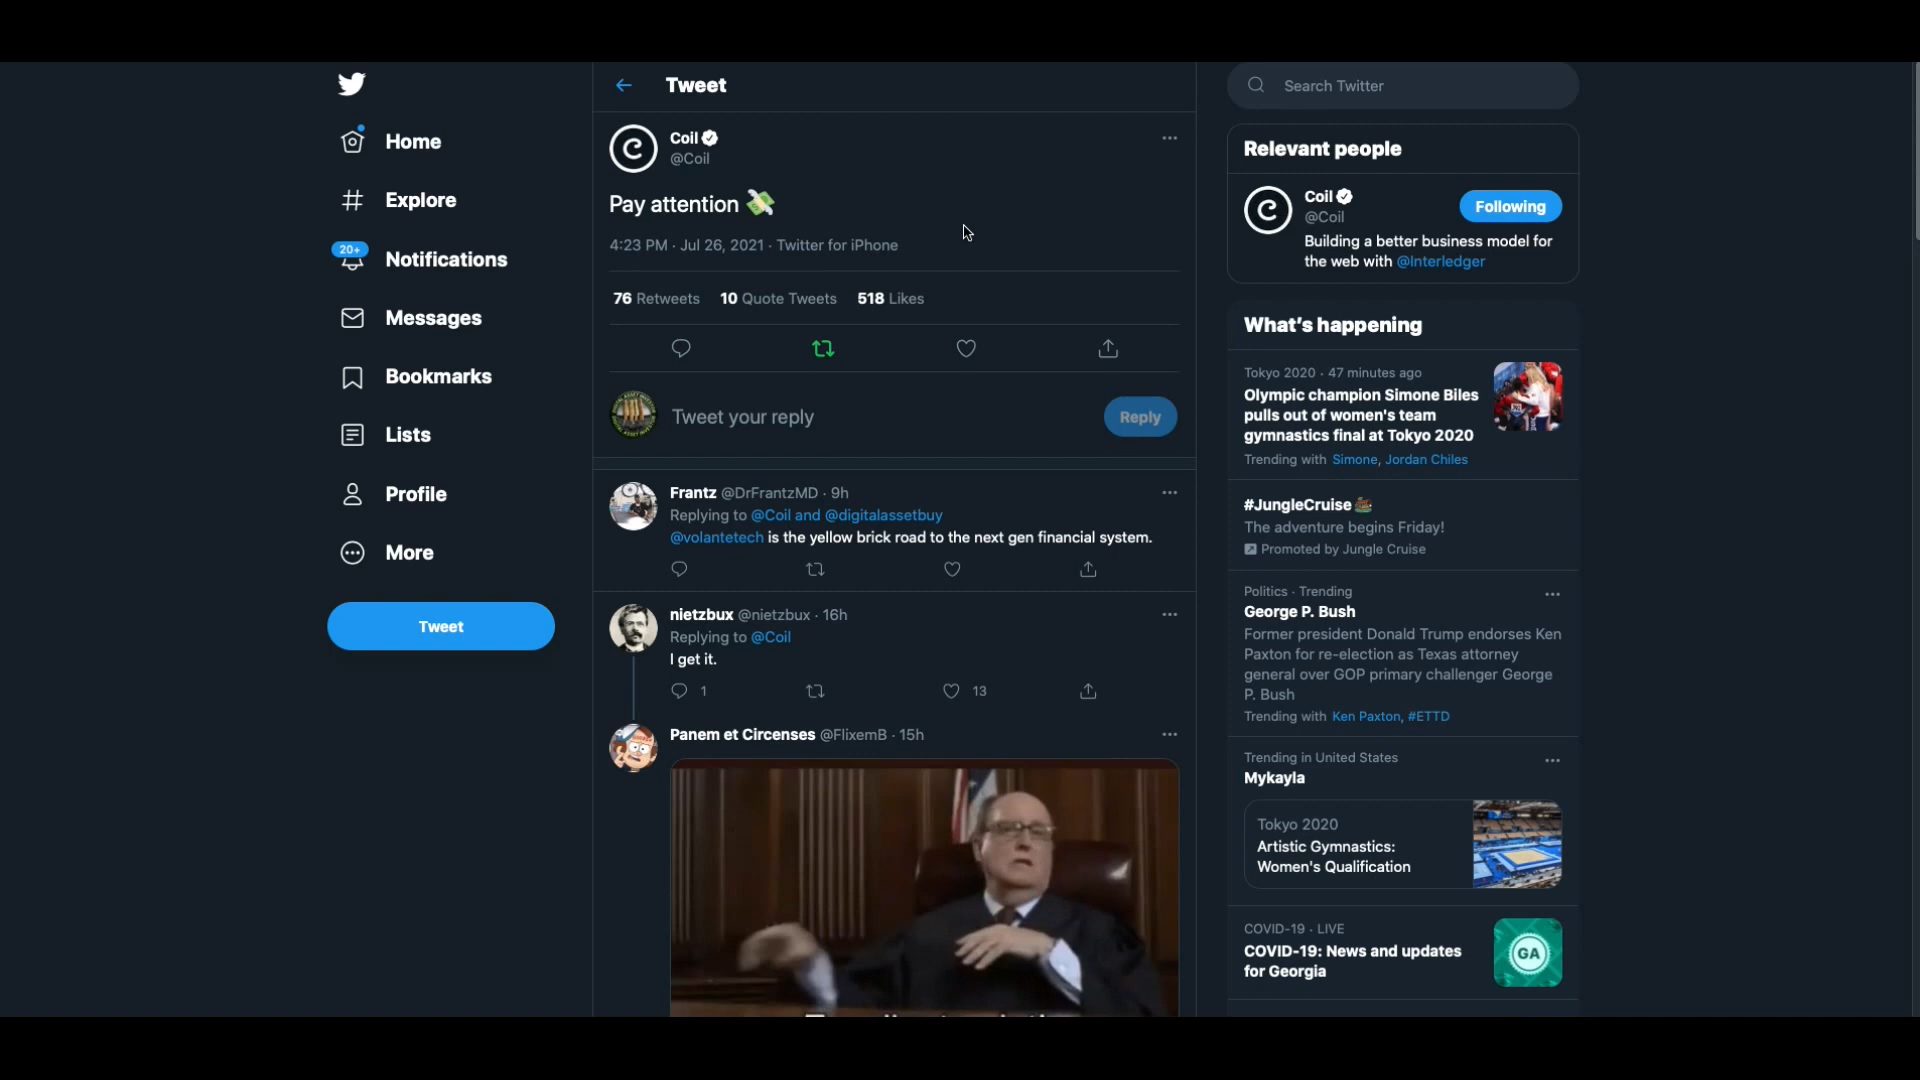 Home
Explore
20+
Notifications
Messages
Bookmarks
Lists
Profile
More
Tweet
Tweet
Coil
@Coil
Pay attention 💸
4:23 PM · Jul 26, 2021 · Twitter for iPhone
76 Retweets 10 Quote Tweets 518 Likes
Tweet your reply
Reply
Frantz @DrFrantzMD · 9h
Replying to @Coil and @digitalassetbuy
@volantetech is the yellow brick road to the next gen financial system.
nietzbux @nietzbux · 16h
Replying to @Coil
I get it.
1
13
Panem et Circenses @FlixemB · 15h
Search Twitter
Relevant people
Coil
@Coil
Following
Building a better business model for
the web with @Interledger
What's happening
Tokyo 2020 · 47 minutes ago
Olympic champion Simone Biles
pulls out of women's team
gymnastics final at Tokyo 2020
Trending with Simone, Jordan Chiles
#JungleCruise
The adventure begins Friday!
Promoted by Jungle Cruise
Politics · Trending
George P. Bush
Former president Donald Trump endorses Ken
Paxton for re-election as Texas attorney
general over GOP primary challenger George
P. Bush
Trending with Ken Paxton, #ETTD
Trending in United States
Mykayla
Tokyo 2020
Artistic Gymnastics:
Women's Qualification
COVID-19 · LIVE
COVID-19: News and updates
for Georgia
GA